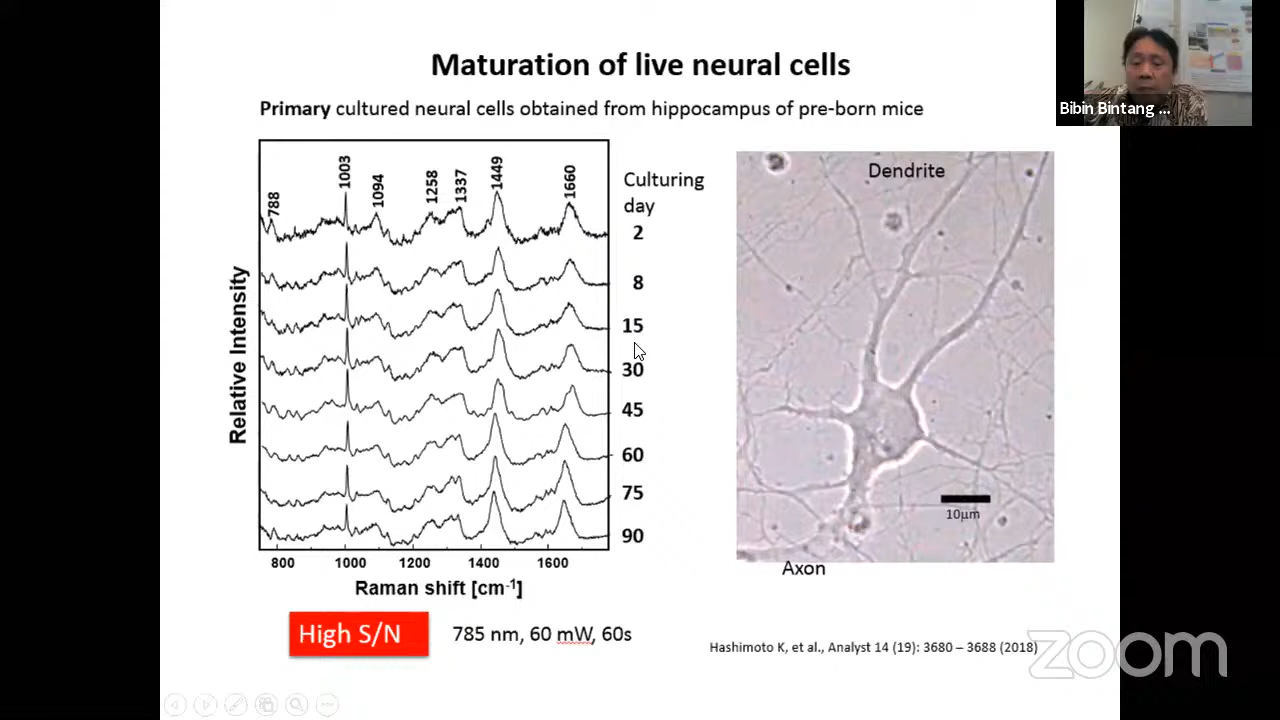 Maturation of live neural cells
Bibin Bintang ...
Primary cultured neural cells obtained from hippocampus of pre-born mice
788
1003
1094
1258
1337
1449
1660
Culturing
day
2
8
15
30
45
60
75
90
Relative Intensity
800 1000 1200 1400 1600
Raman shift [cm-1]
Dendrite
10μm
Axon
High S/N
785 nm, 60 mW, 60s
Hashimoto K, et al., Analyst 14 (19): 3680 – 3688 (2018)
zoom